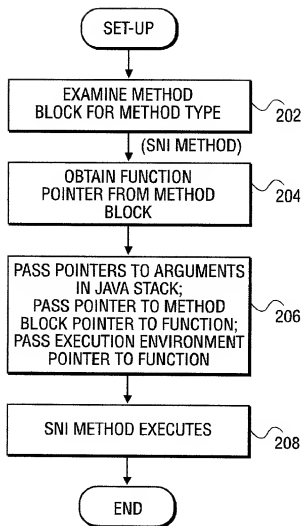 SET-UP
EXAMINE METHOD
BLOCK FOR METHOD TYPE
202
(SNI METHOD)
OBTAIN FUNCTION
POINTER FROM METHOD
BLOCK
204
PASS POINTERS TO ARGUMENTS
IN JAVA STACK;
PASS POINTER TO METHOD
BLOCK POINTER TO FUNCTION;
PASS EXECUTION ENVIRONMENT
POINTER TO FUNCTION
206
SNI METHOD EXECUTES
208
END